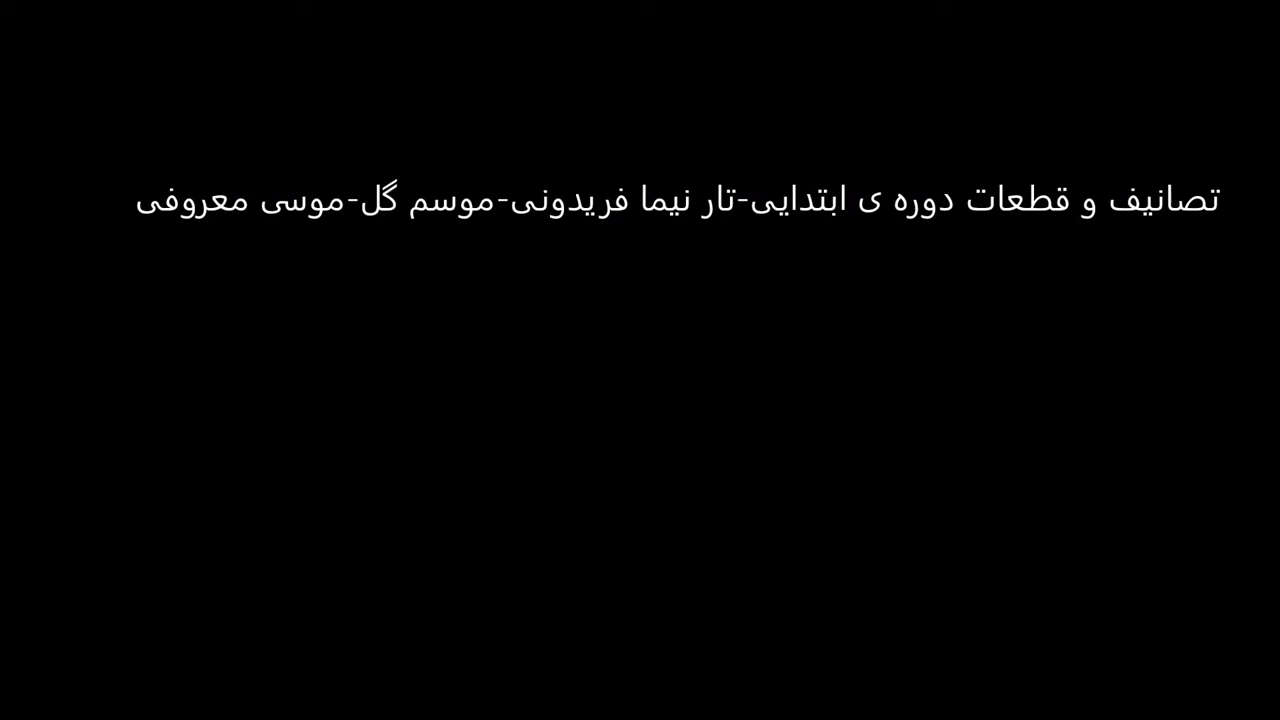 تصانیف و قطعات دوره ی ابتدایی-تار نیما فریدونی-موسم گل-موسی معروفی